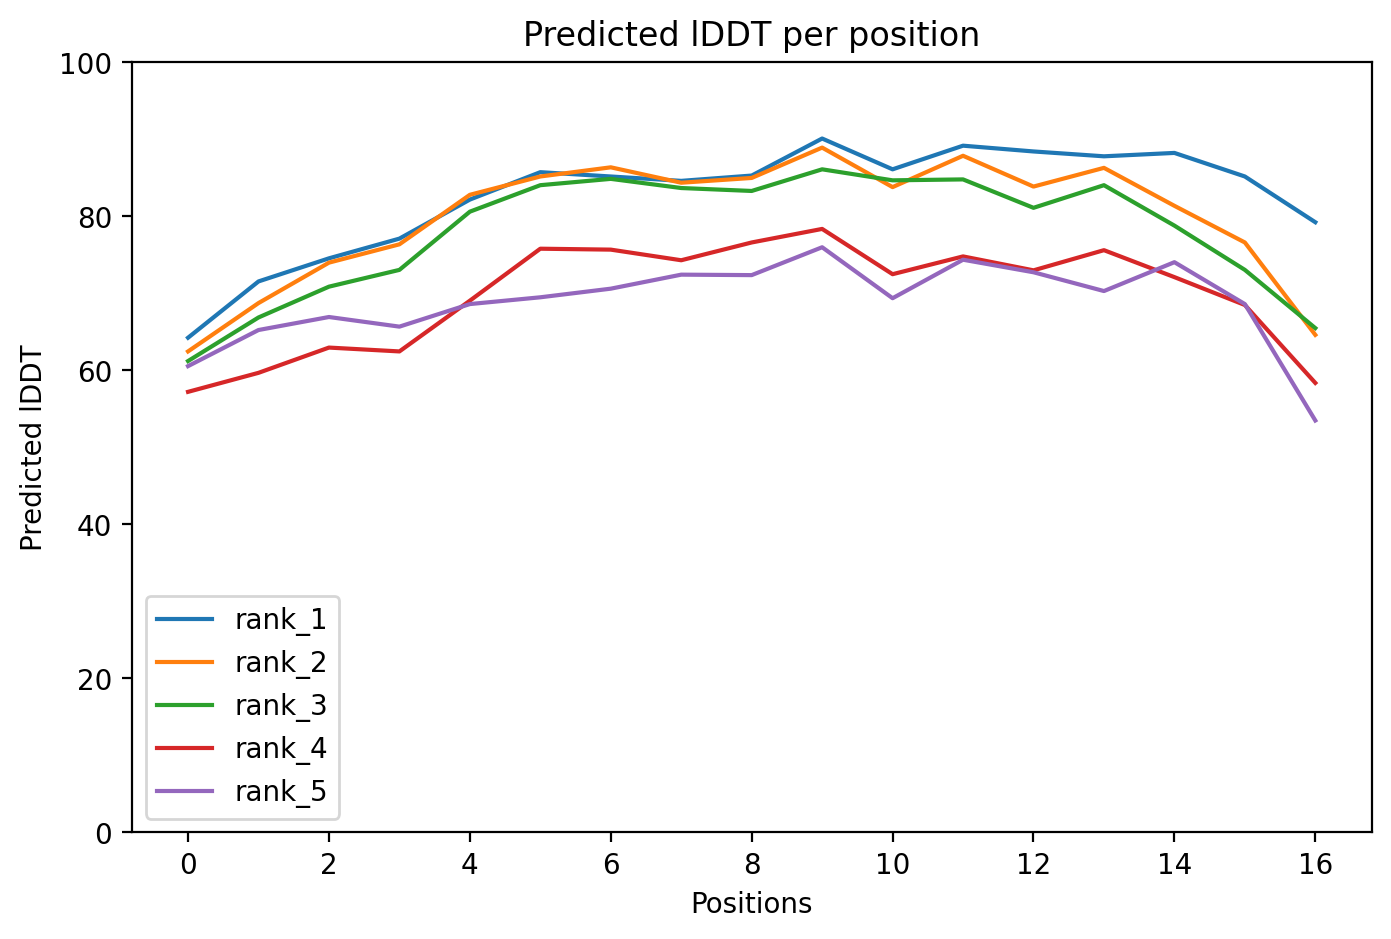 Predicted lDDT per position
Predicted lDDT
100
80
60
40
20
0
rank_1
rank_2
rank_3
rank_4
rank_5
0 2 4 6 8 10 12 14 16
Positions